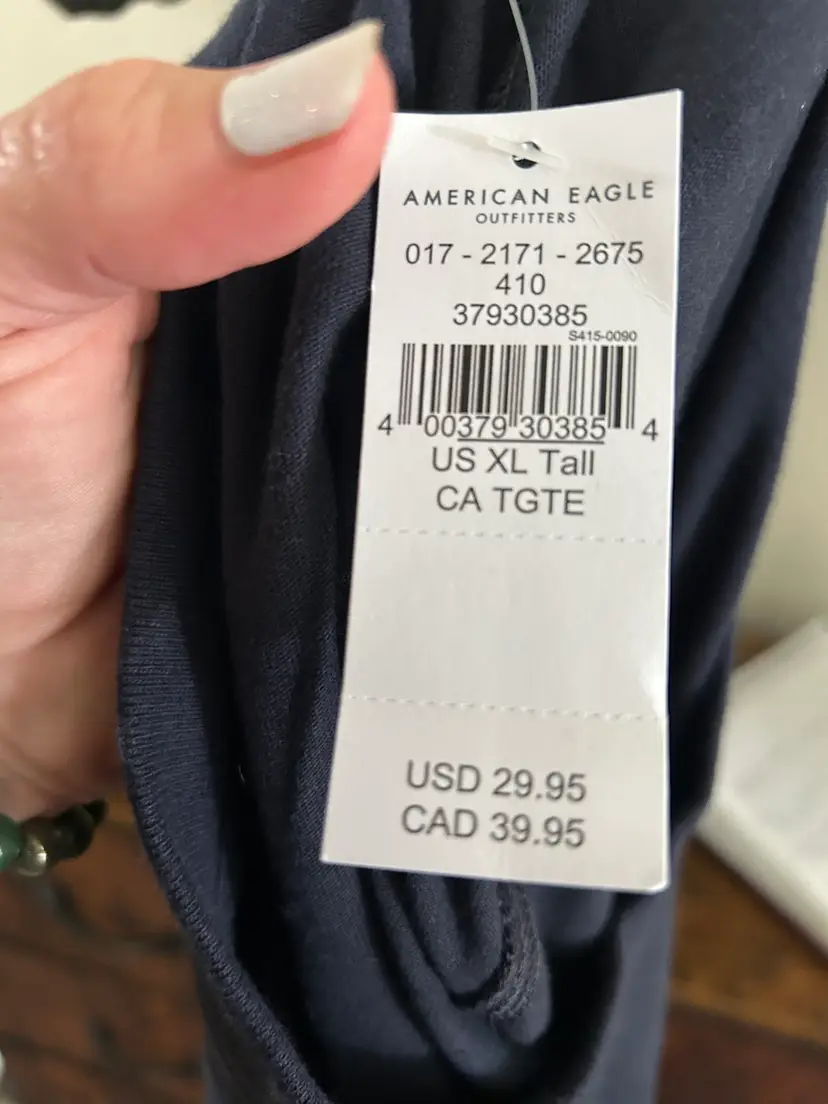 AMERICAN EAGLE
OUTFITTERS
017 - 2171 - 2675
410
37930385
S415-0090
4 00379 30385 4
US XL Tall
CA TGTE
USD 29.95
CAD 39.95